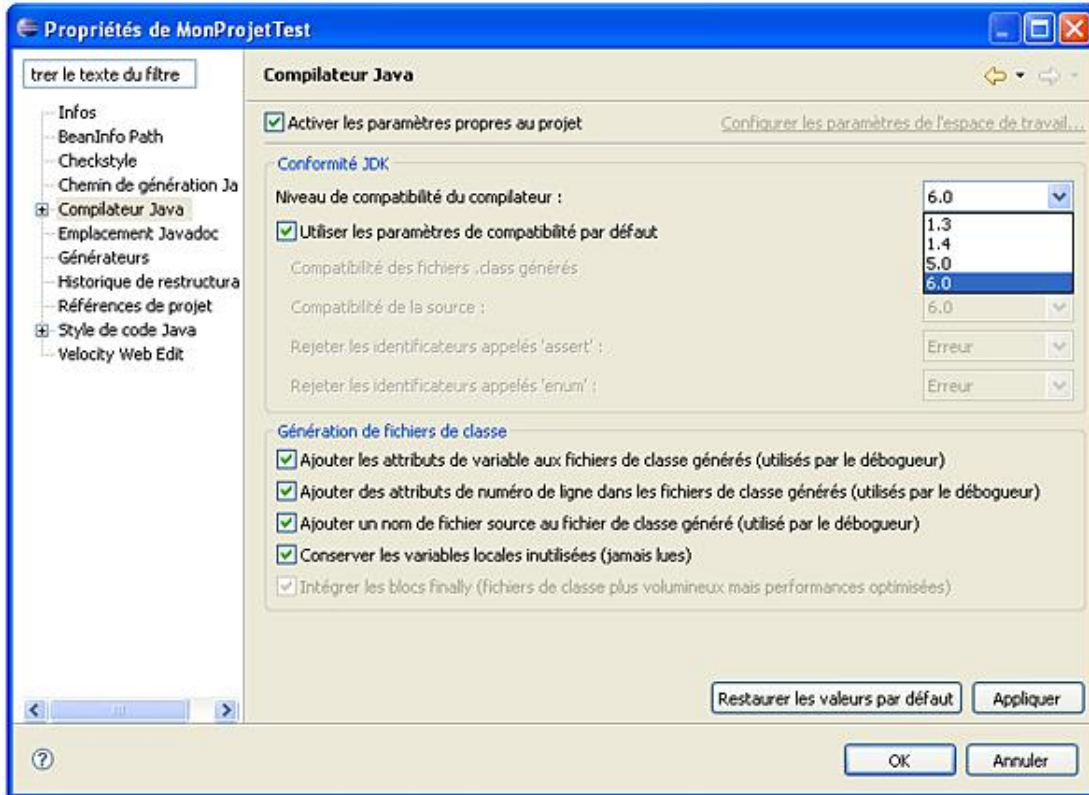 Propriétés de MonProjetTest
trer le texte du filtre
Infos
BeanInfo Path
Checkstyle
Chemin de génération Ja
Compilateur Java
Emplacement Javadoc
Générateurs
Historique de restructura
Références de projet
Style de code Java
Velocity Web Edit
Compilateur Java
Activer les paramètres propres au projet
Configurer les paramètres de l'espace de travail...
Conformité JDK
Niveau de compatibilité du compilateur :
6.0
1.3
1.4
5.0
6.0
Utiliser les paramètres de compatibilité par défaut
Compatibilité des fichiers .class générés
Compatibilité de la source :
6.0
Rejeter les identificateurs appelés 'assert' :
Erreur
Rejeter les identificateurs appelés 'enum' :
Erreur
Génération de fichiers de classe
Ajouter les attributs de variable aux fichiers de classe générés (utilisés par le débogueur)
Ajouter des attributs de numéro de ligne dans les fichiers de classe générés (utilisés par le débogueur)
Ajouter un nom de fichier source au fichier de classe généré (utilisé par le débogueur)
Conserver les variables locales inutilisées (jamais lues)
Intégrer les blocs finally (fichiers de classe plus volumineux mais performances optimisées)
Restaurer les valeurs par défaut
Appliquer
OK
Annuler